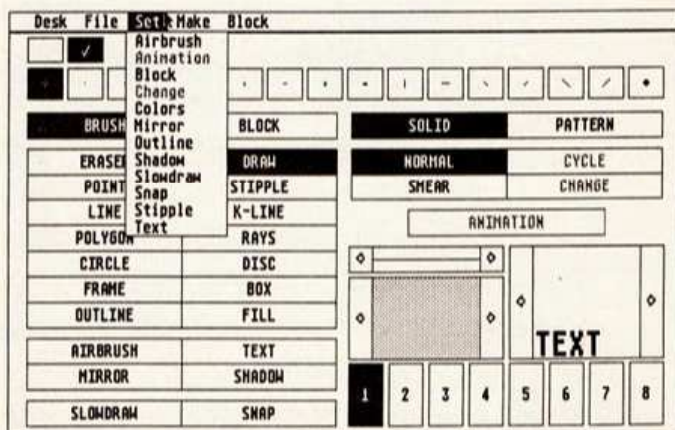 Desk File Set Make Block
Airbrush
Animation
Block
Change
Colors
Mirror
Outline
Shadow
Slowdraw
Snap
Stipple
Text
BRUSH BLOCK SOLID PATTERN
ERASER DRAW NORMAL CYCLE
POINT STIPPLE SMEAR CHANGE
LINE K-LINE
ANIMATION
POLYGON RAYS
CIRCLE DISC
FRAME BOX
OUTLINE FILL
TEXT
AIRBRUSH TEXT
MIRROR SHADOW
1 2 3 4 5 6 7 8
SLOWDRAW SNAP